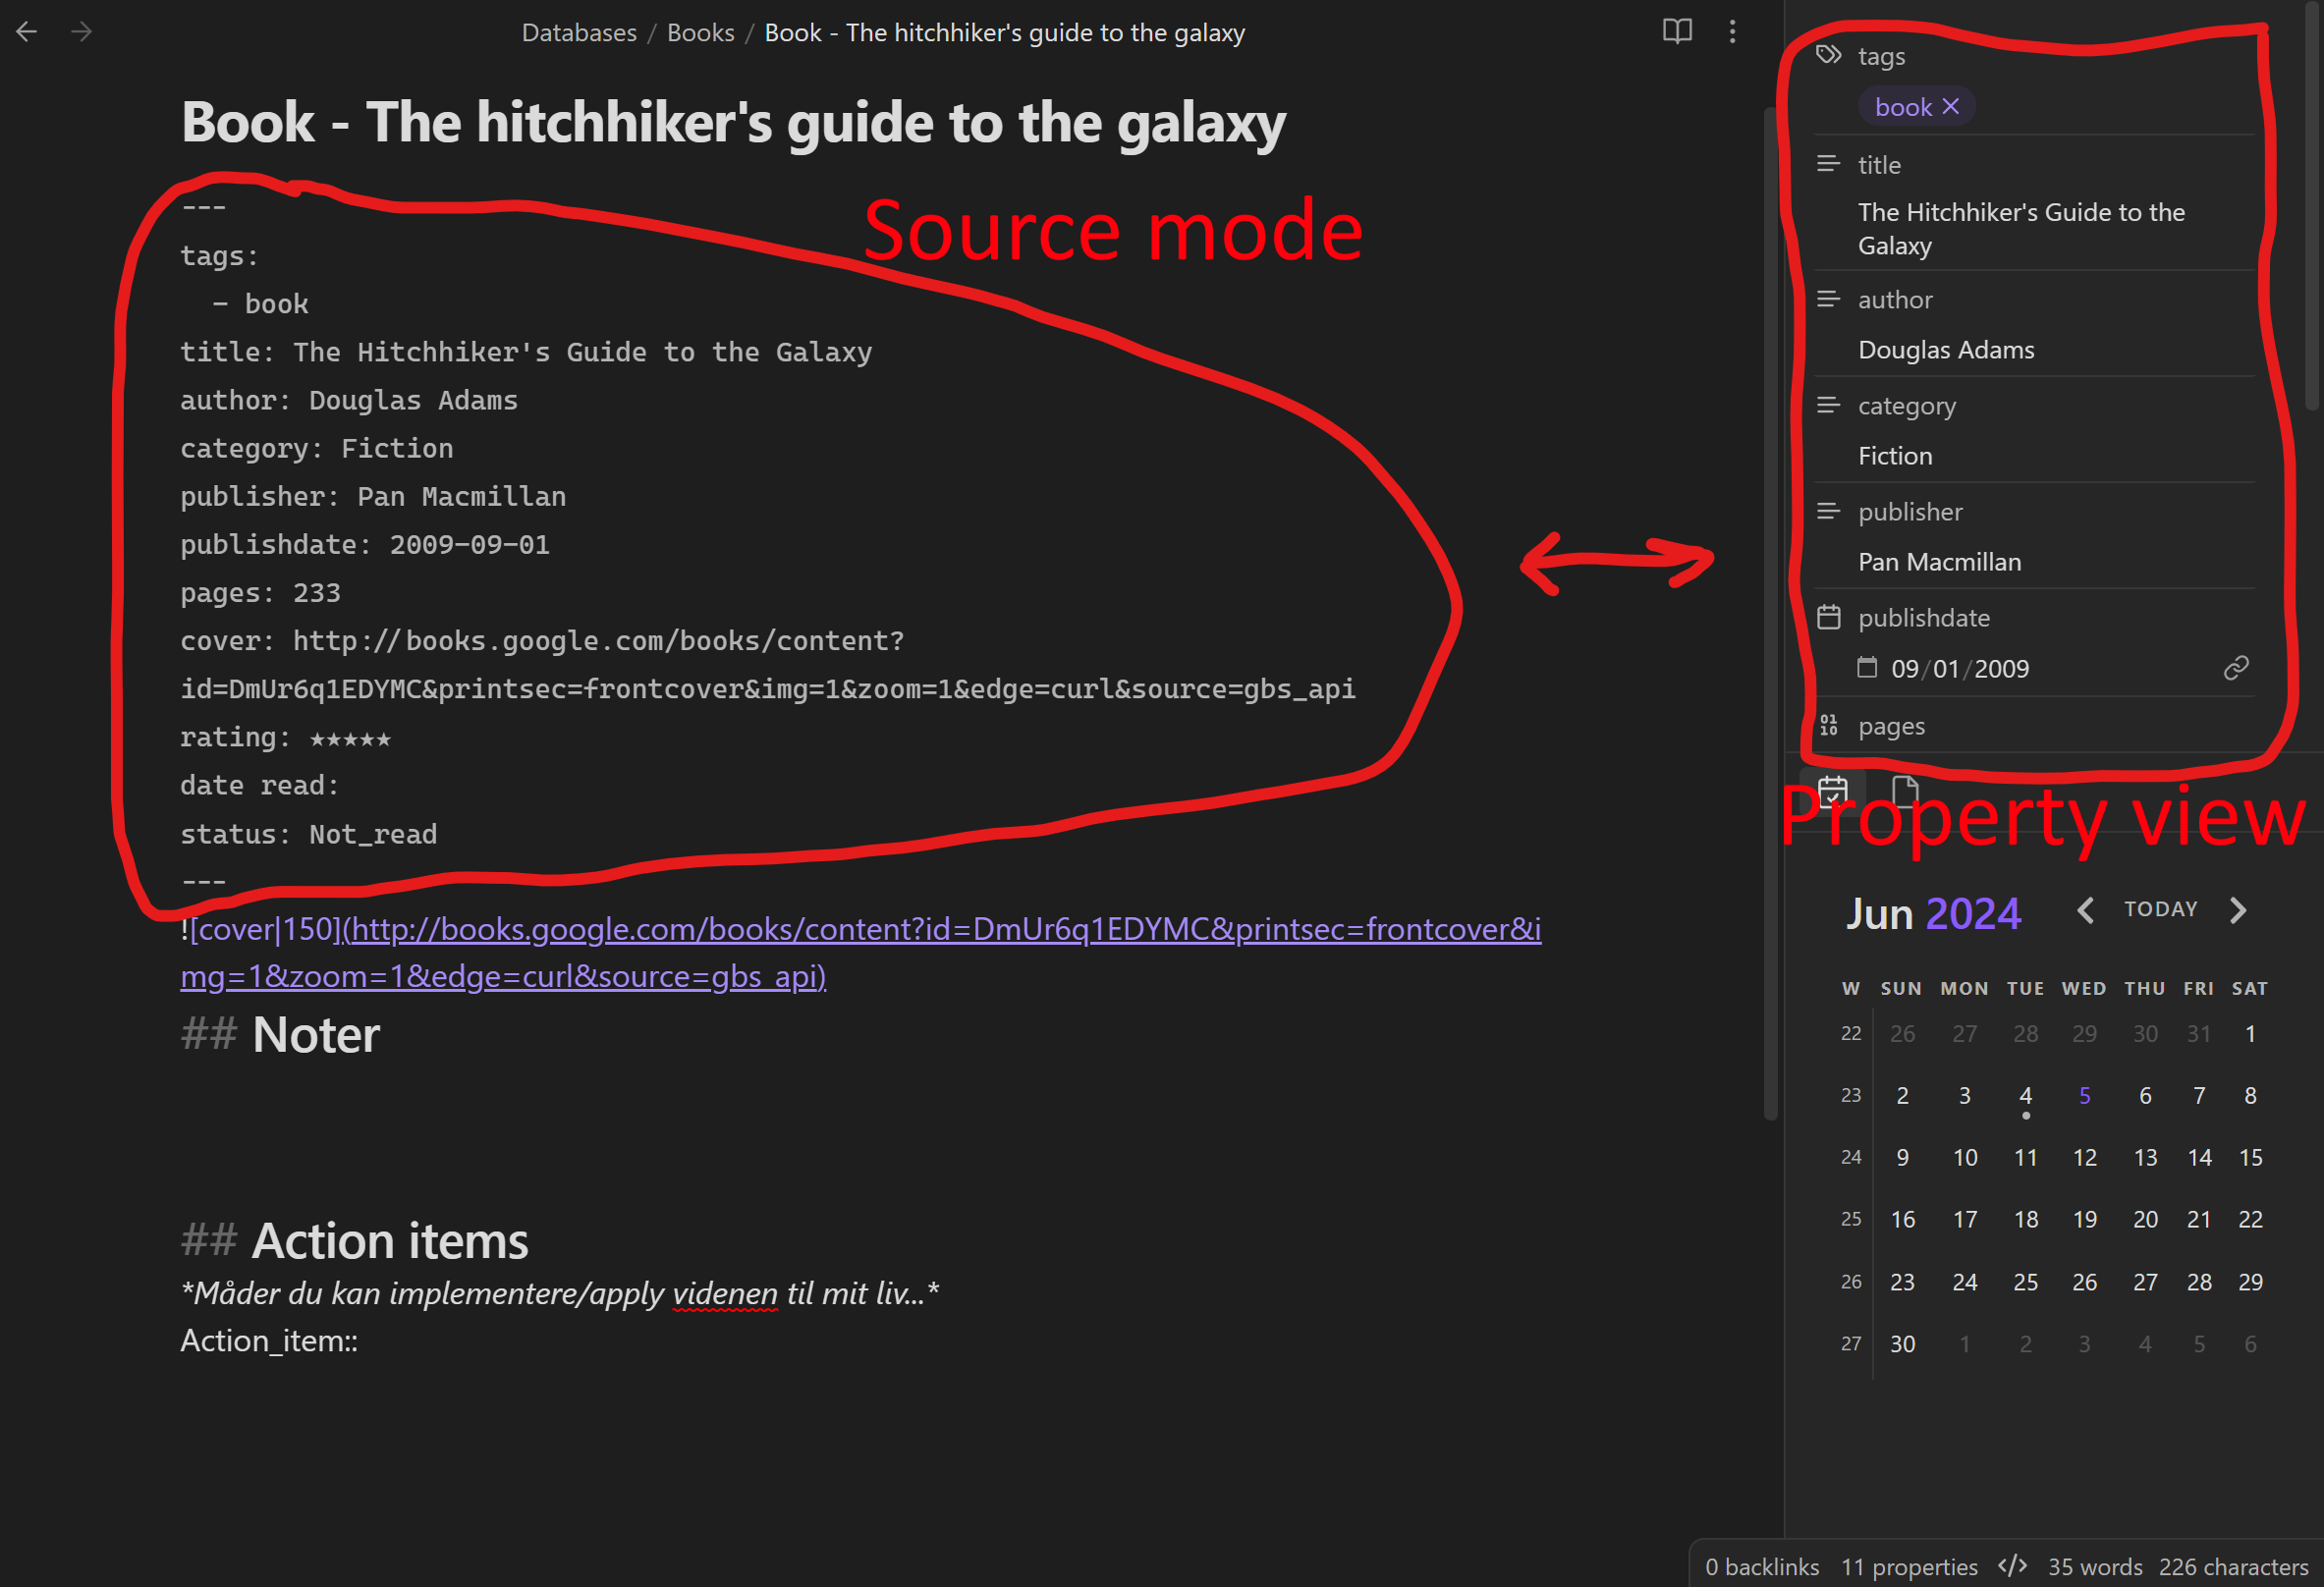 Databases / Books / Book - The hitchhiker's guide to the galaxy
Book - The hitchhiker's guide to the galaxy
Source mode
---
tags:
  - book
title: The Hitchhiker's Guide to the Galaxy
author: Douglas Adams
category: Fiction
publisher: Pan Macmillan
publishdate: 2009-09-01
pages: 233
cover: http://books.google.com/books/content?
id=DmUr6q1EDYMC&printsec=frontcover&img=1&zoom=1&edge=curl&source=gbs_api
rating: ★★★★★
date read:
status: Not_read
---
![cover|150](http://books.google.com/books/content?id=DmUr6q1EDYMC&printsec=frontcover&i
mg=1&zoom=1&edge=curl&source=gbs_api)
## Noter
## Action items
*Måder du kan implementere/apply videnen til mit liv...*
Action_item::
tags
book
title
The Hitchhiker's Guide to the
Galaxy
author
Douglas Adams
category
Fiction
publisher
Pan Macmillan
publishdate
09/01/2009
pages
Property view
Jun 2024
TODAY
W SUN MON TUE WED THU FRI SAT
22 26 27 28 29 30 31 1
23 2 3 4 5 6 7 8
24 9 10 11 12 13 14 15
25 16 17 18 19 20 21 22
26 23 24 25 26 27 28 29
27 30 1 2 3 4 5 6
0 backlinks 11 properties </> 35 words 226 characters